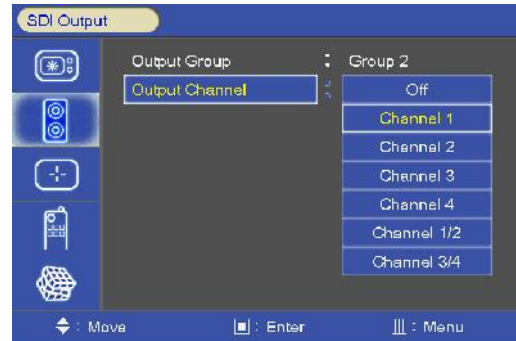 SDI Output
Output Group : Group 2
Output Channel : Off
Channel 1
Channel 2
Channel 3
Channel 4
Channel 1/2
Channel 3/4
: Move : Enter : Menu